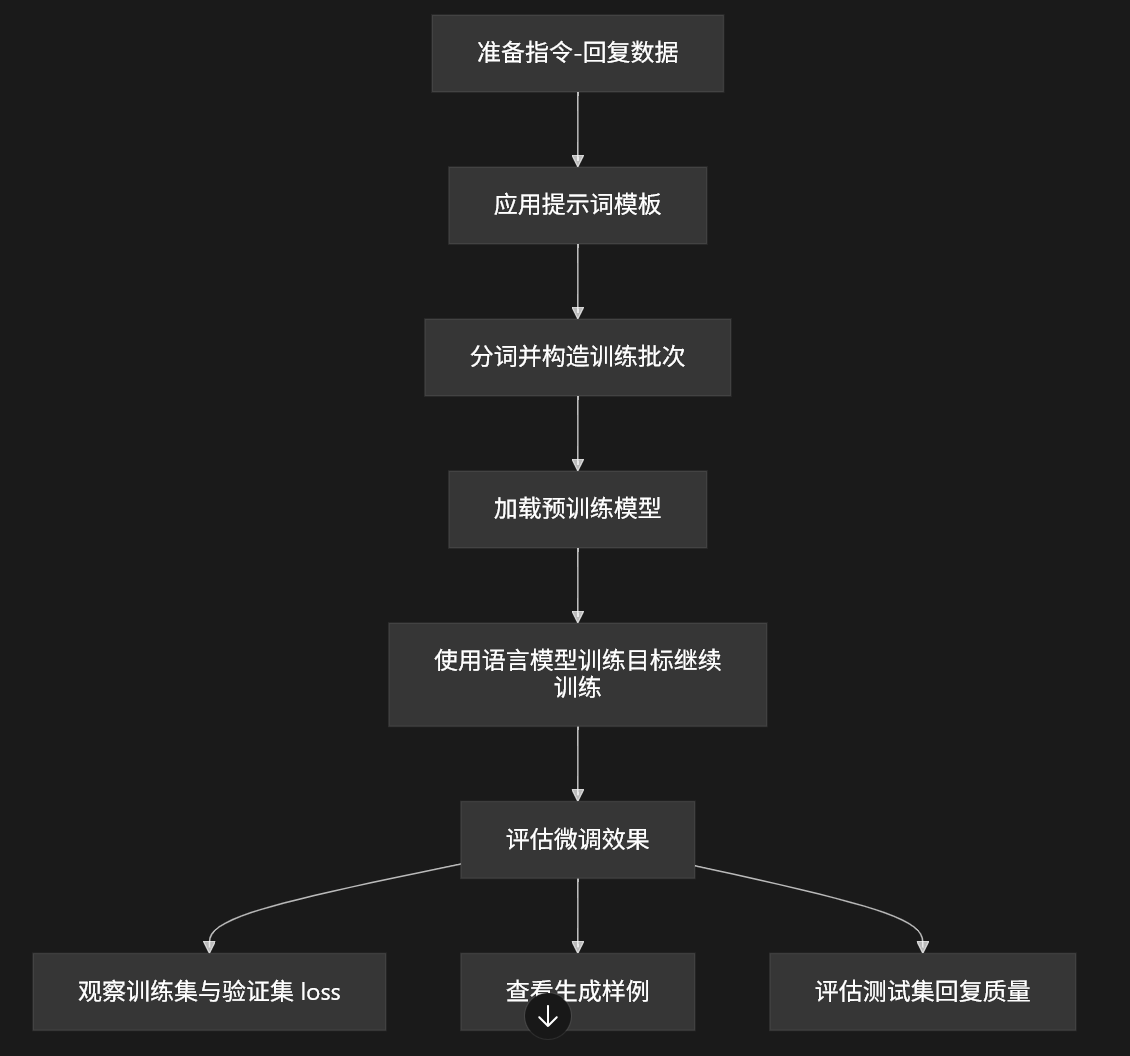 准备指令-回复数据
应用提示词模板
分词并构造训练批次
加载预训练模型
使用语言模型训练目标继续
训练
评估微调效果
观察训练集与验证集 loss
查看生成样例
评估测试集回复质量